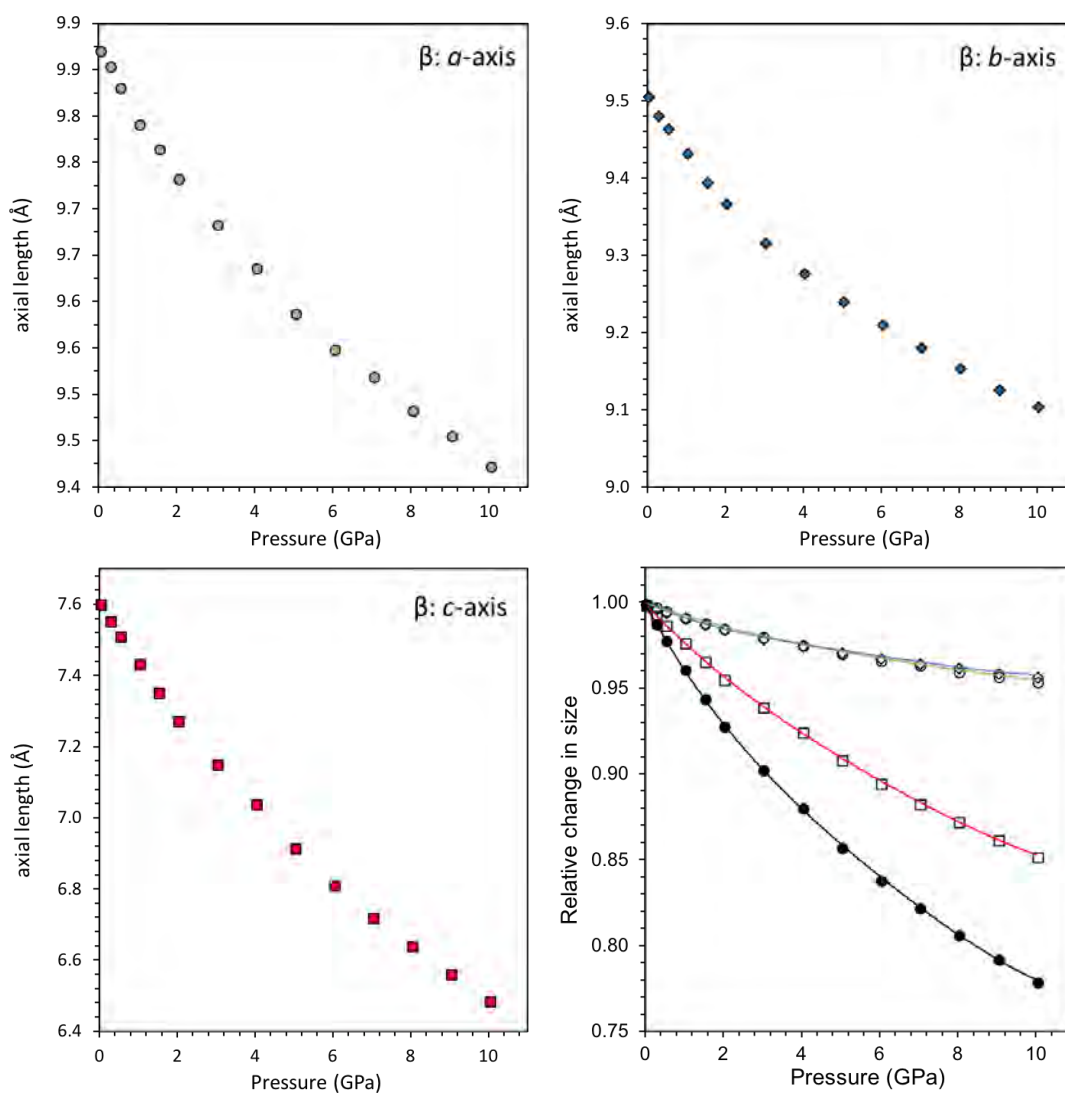 β: a-axis
axial length (Å)
9.9
9.9
9.8
9.8
9.7
9.7
9.6
9.6
9.5
9.5
9.4
0 2 4 6 8 10
Pressure (GPa)
β: b-axis
axial length (Å)
9.6
9.5
9.4
9.3
9.2
9.1
9.0
0 2 4 6 8 10
Pressure (GPa)
β: c-axis
axial length (Å)
7.6
7.4
7.2
7.0
6.8
6.6
6.4
0 2 4 6 8 10
Pressure (GPa)
Relative change in size
1.00
0.95
0.90
0.85
0.80
0.75
0 2 4 6 8 10
Pressure (GPa)